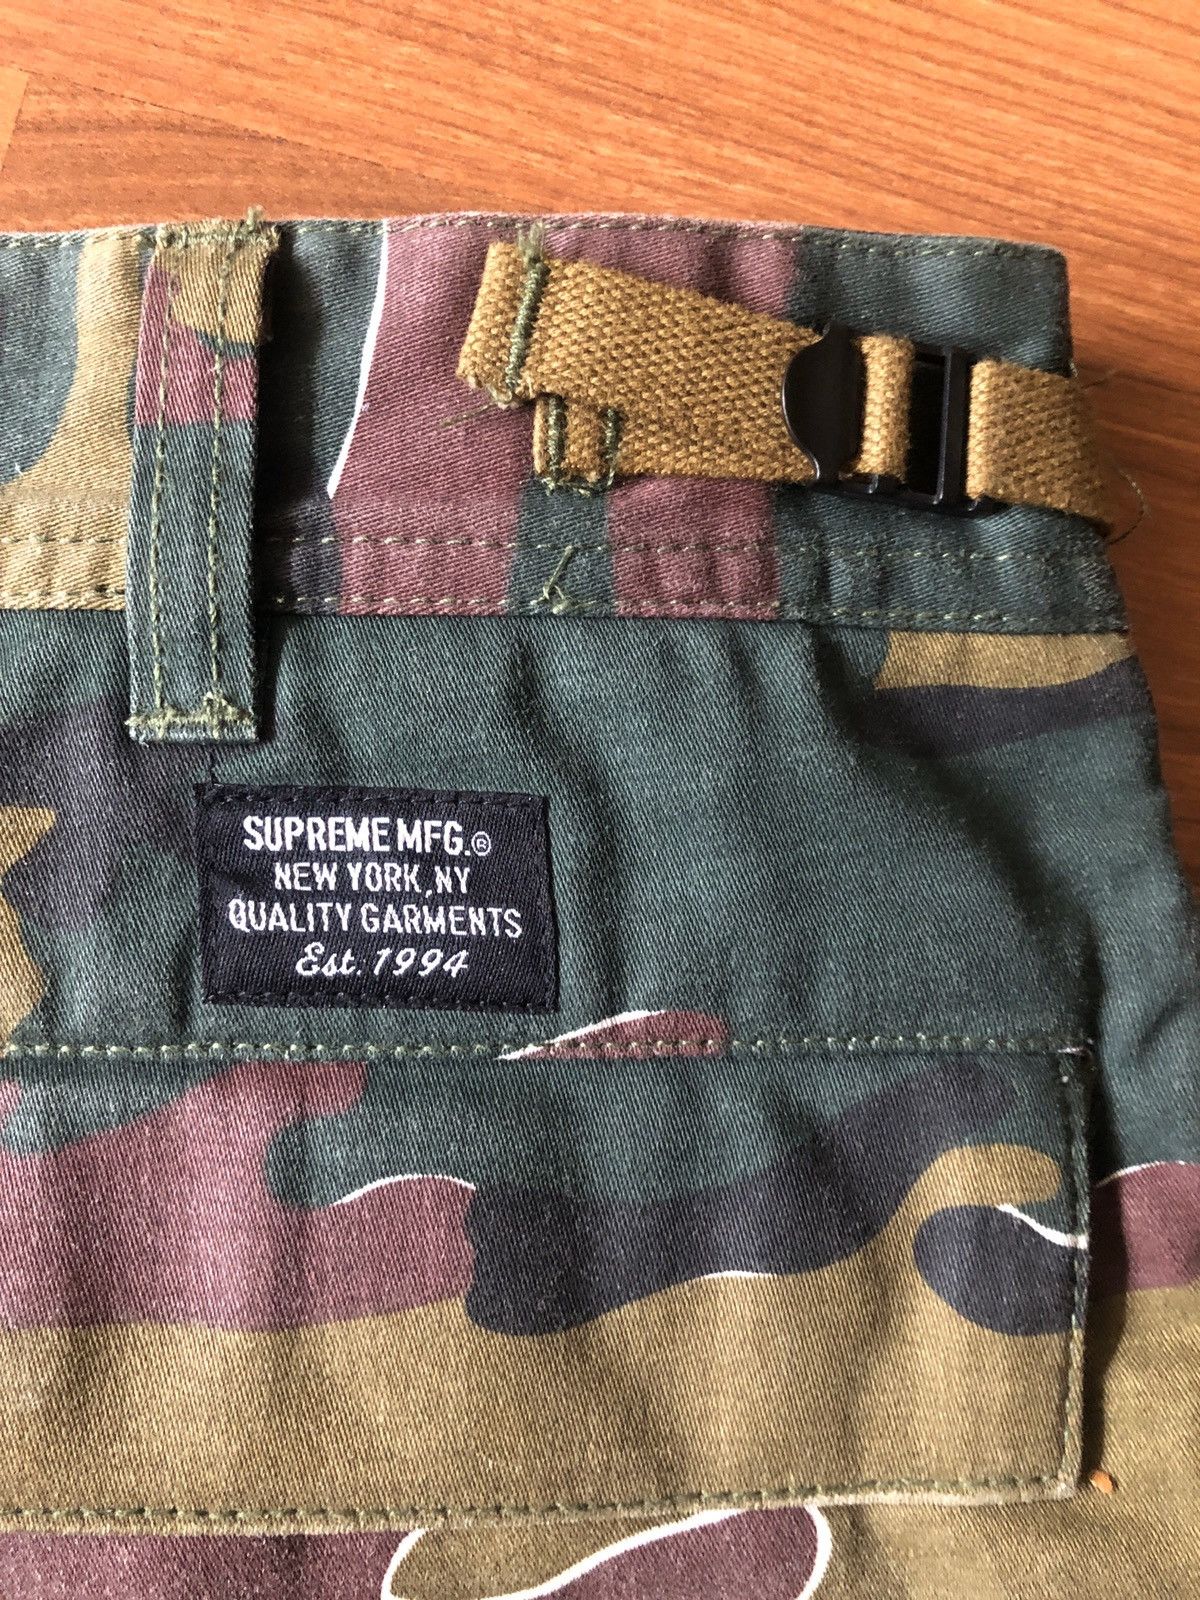 SUPREME MFG.®
NEW YORK, NY
QUALITY GARMENTS
Est. 1994